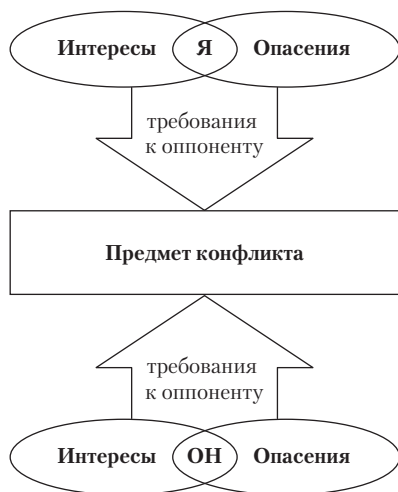 Интересы Я Опасения
требования
к оппоненту
Предмет конфликта
требования
к оппоненту
Интересы ОН Опасения